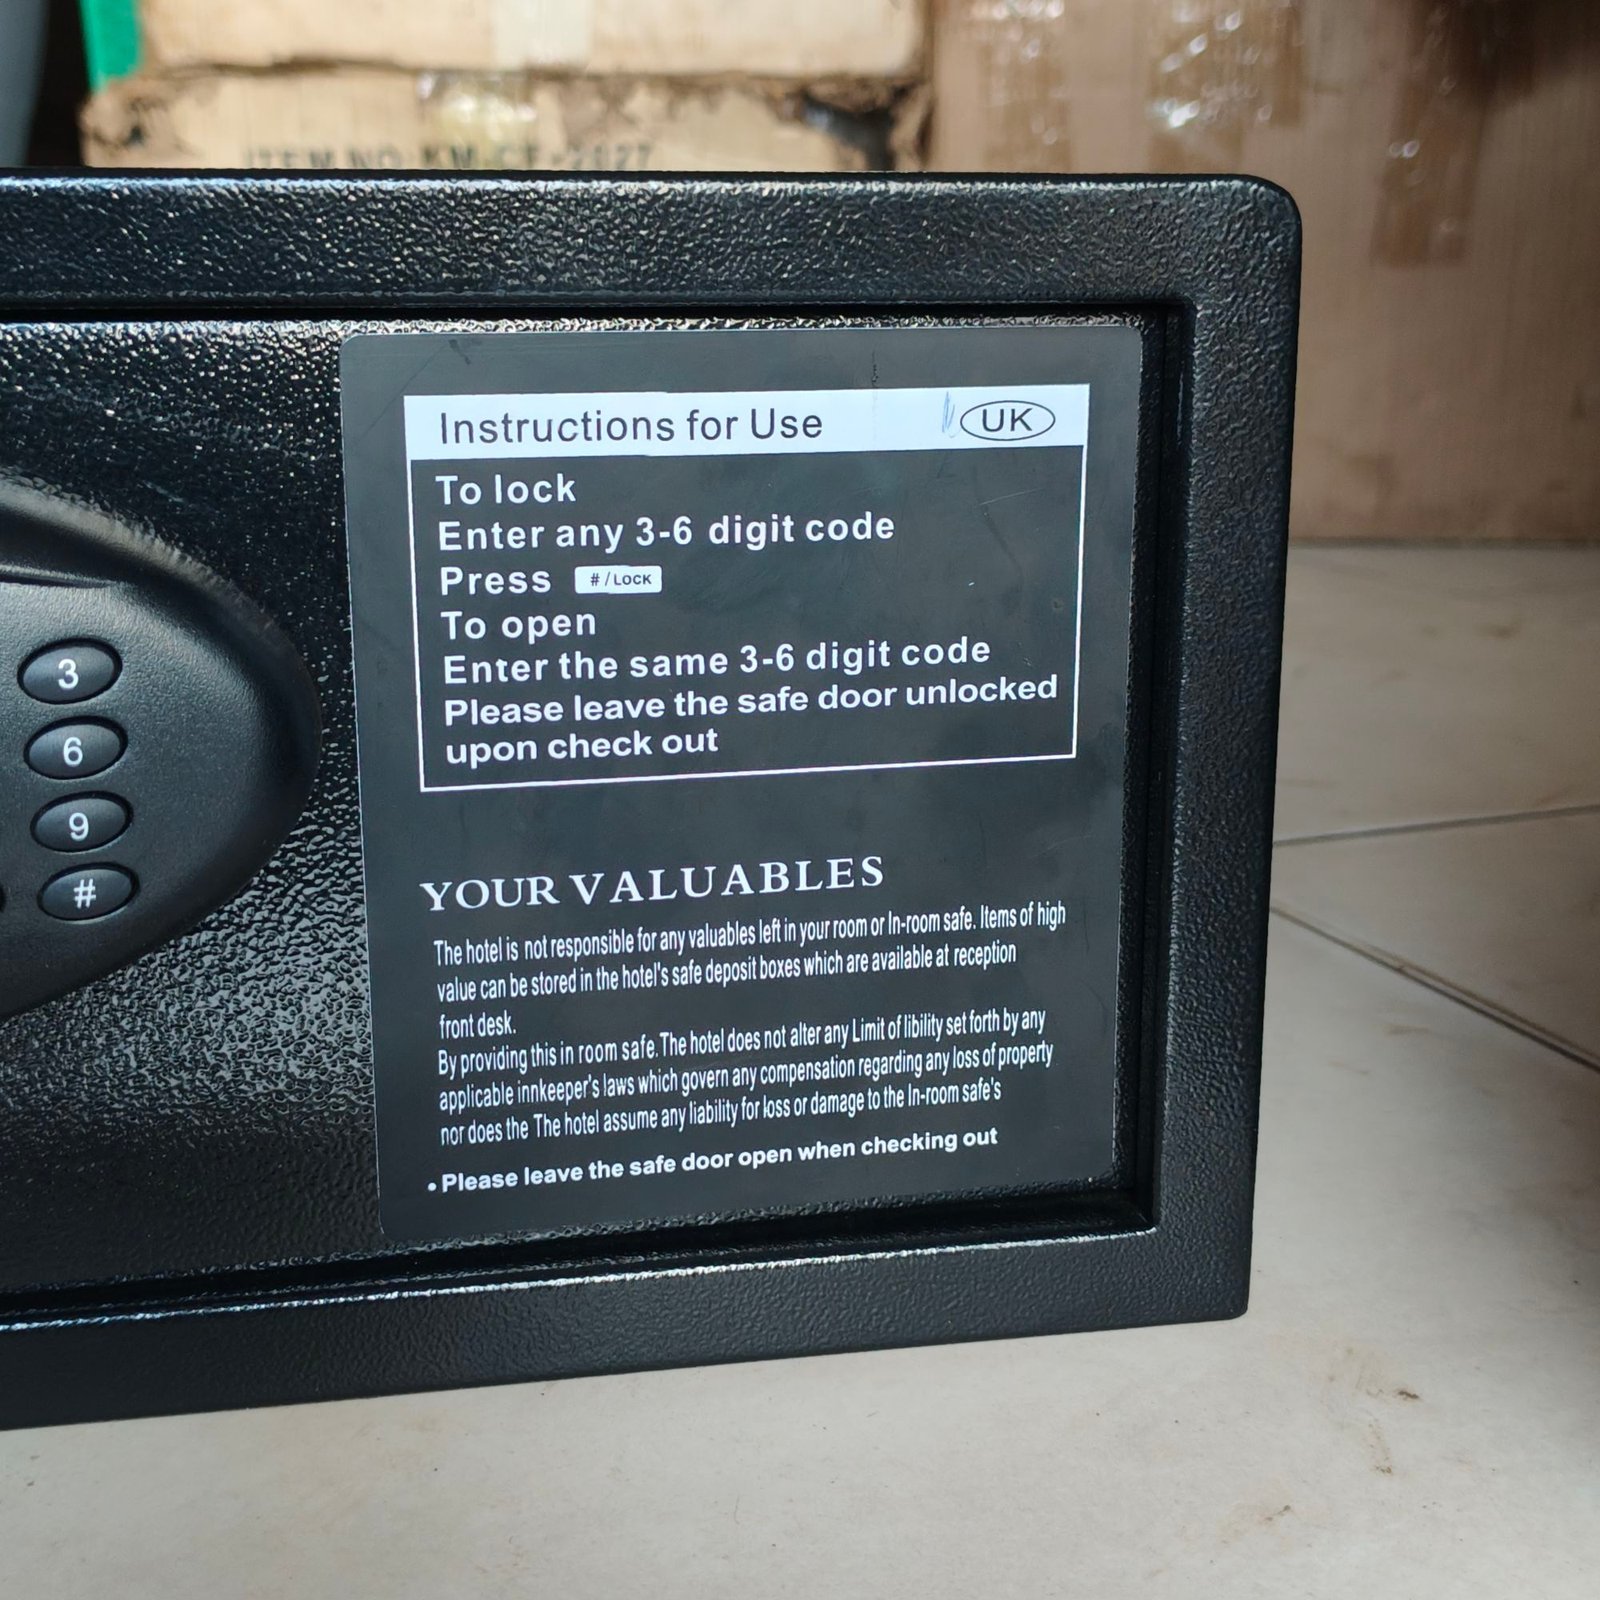 ITEM NO: KM-CF-2027
Instructions for Use UK
To lock
Enter any 3-6 digit code
Press #/LOCK
To open
Enter the same 3-6 digit code
Please leave the safe door unlocked
upon check out
3
6
9
#
YOUR VALUABLES
The hotel is not responsible for any valuables left in your room or In-room safe. Items of high
value can be stored in the hotel's safe deposit boxes which are available at reception
front desk.
By providing this in room safe.The hotel does not alter any Limit of libility set forth by any
applicable innkeeper's laws which govern any compensation regarding any loss of property
nor does the The hotel assume any liability for loss or damage to the In-room safe's
• Please leave the safe door open when checking out